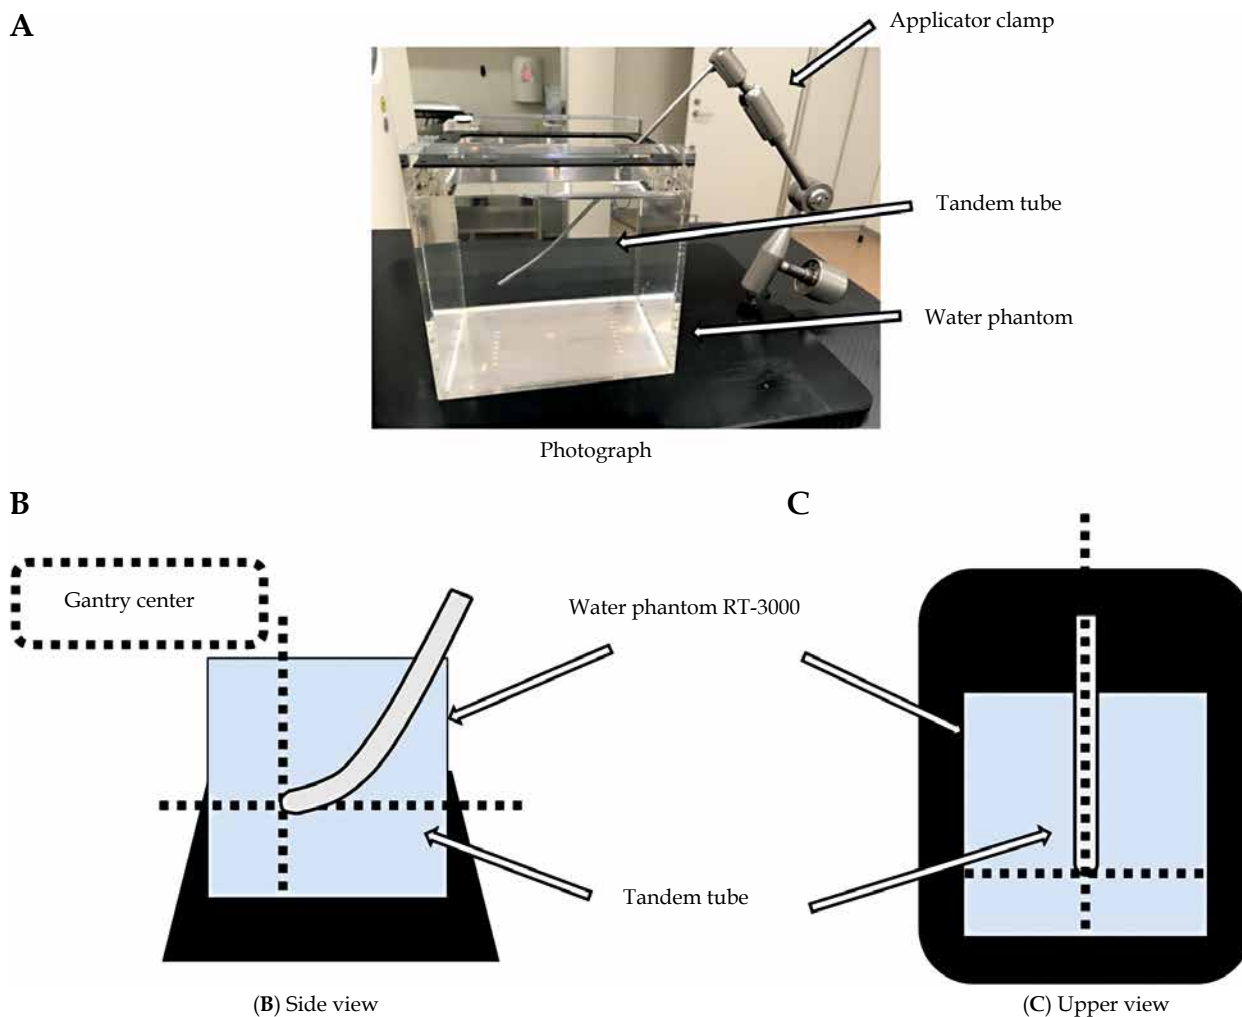 A
Applicator clamp
Tandem tube
Water phantom
Photograph
B
C
Gantry center
Water phantom RT-3000
Tandem tube
(B) Side view
(C) Upper view